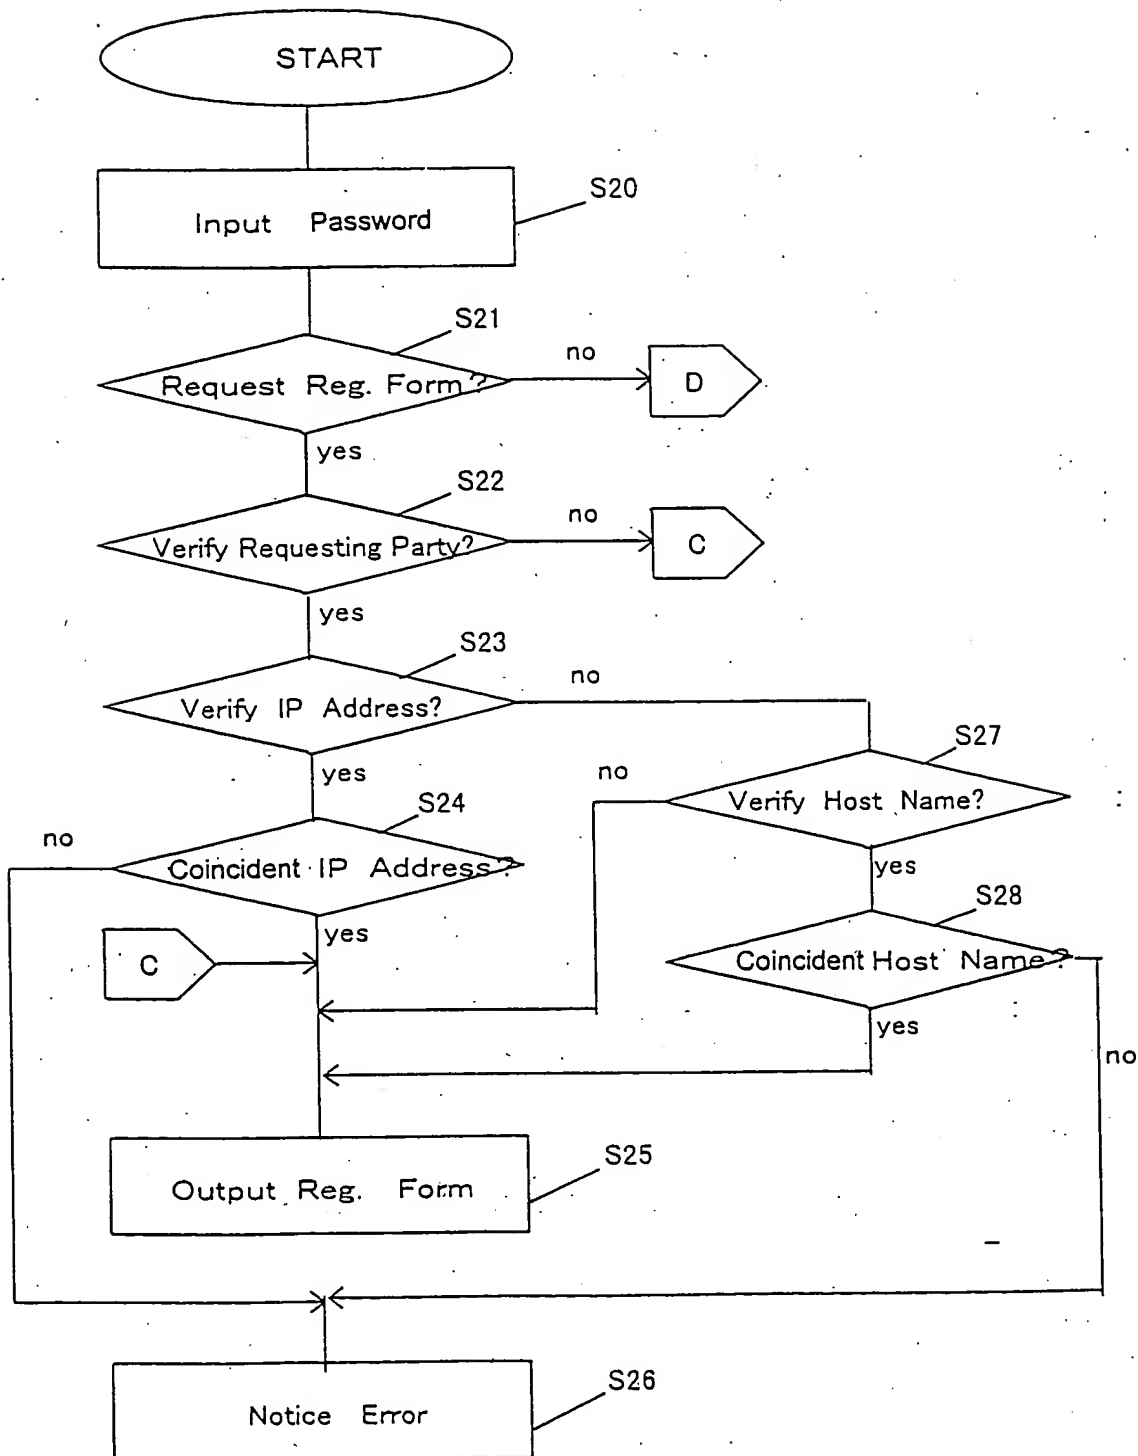 START
S20
Input Password
S21
Request Reg. Form?
no
D
yes
S22
Verify Requesting Party?
no
C
yes
S23
Verify IP Address?
no
yes
S27
Verify Host Name?
no
yes
S24
Coincident IP Address?
no
yes
S28
Coincident Host Name?
yes
no
C
S25
Output Reg. Form
S26
Notice Error